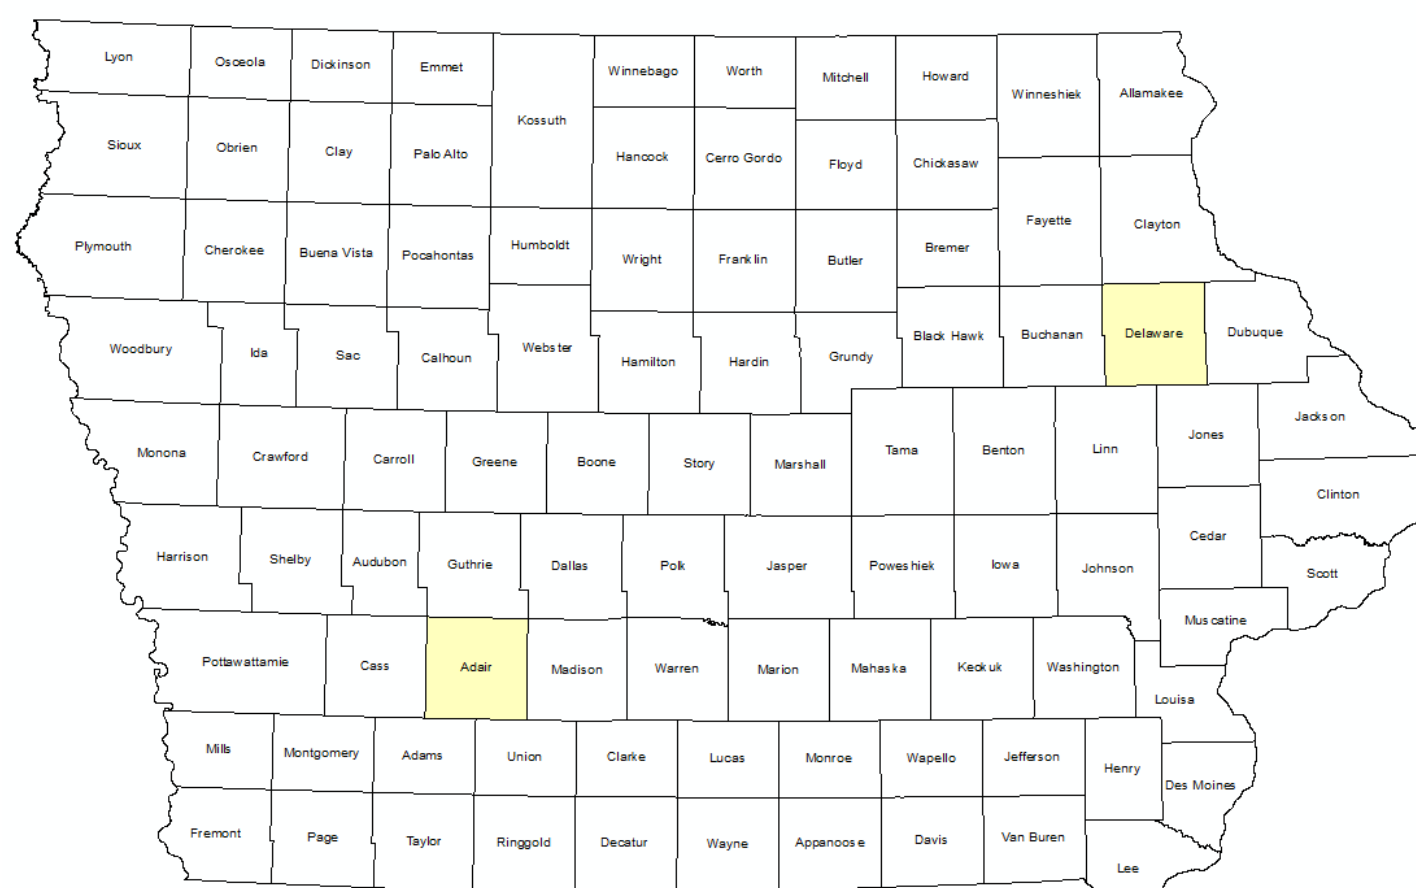 Lyon
Osceola
Dickinson
Emmet
Kossuth
Winnebago
Worth
Mitchell
Howard
Winneshiek
Allamakee
Sioux
Obrien
Clay
Palo Alto
Hancock
Cerro Gordo
Floyd
Chickasaw
Fayette
Clayton
Plymouth
Cherokee
Buena Vista
Pocahontas
Humboldt
Wright
Franklin
Butler
Bremer
Woodbury
Ida
Sac
Calhoun
Webster
Hamilton
Hardin
Grundy
Black Hawk
Buchanan
Delaware
Dubuque
Monona
Crawford
Carroll
Greene
Boone
Story
Marshall
Tama
Benton
Linn
Jones
Jackson
Clinton
Harrison
Shelby
Audubon
Guthrie
Dallas
Polk
Jasper
Poweshiek
Iowa
Johnson
Cedar
Scott
Muscatine
Pottawattamie
Cass
Adair
Madison
Warren
Marion
Mahaska
Keokuk
Washington
Louisa
Mills
Montgomery
Adams
Union
Clarke
Lucas
Monroe
Wapello
Jefferson
Henry
Des Moines
Fremont
Page
Taylor
Ringgold
Decatur
Wayne
Appanoose
Davis
Van Buren
Lee